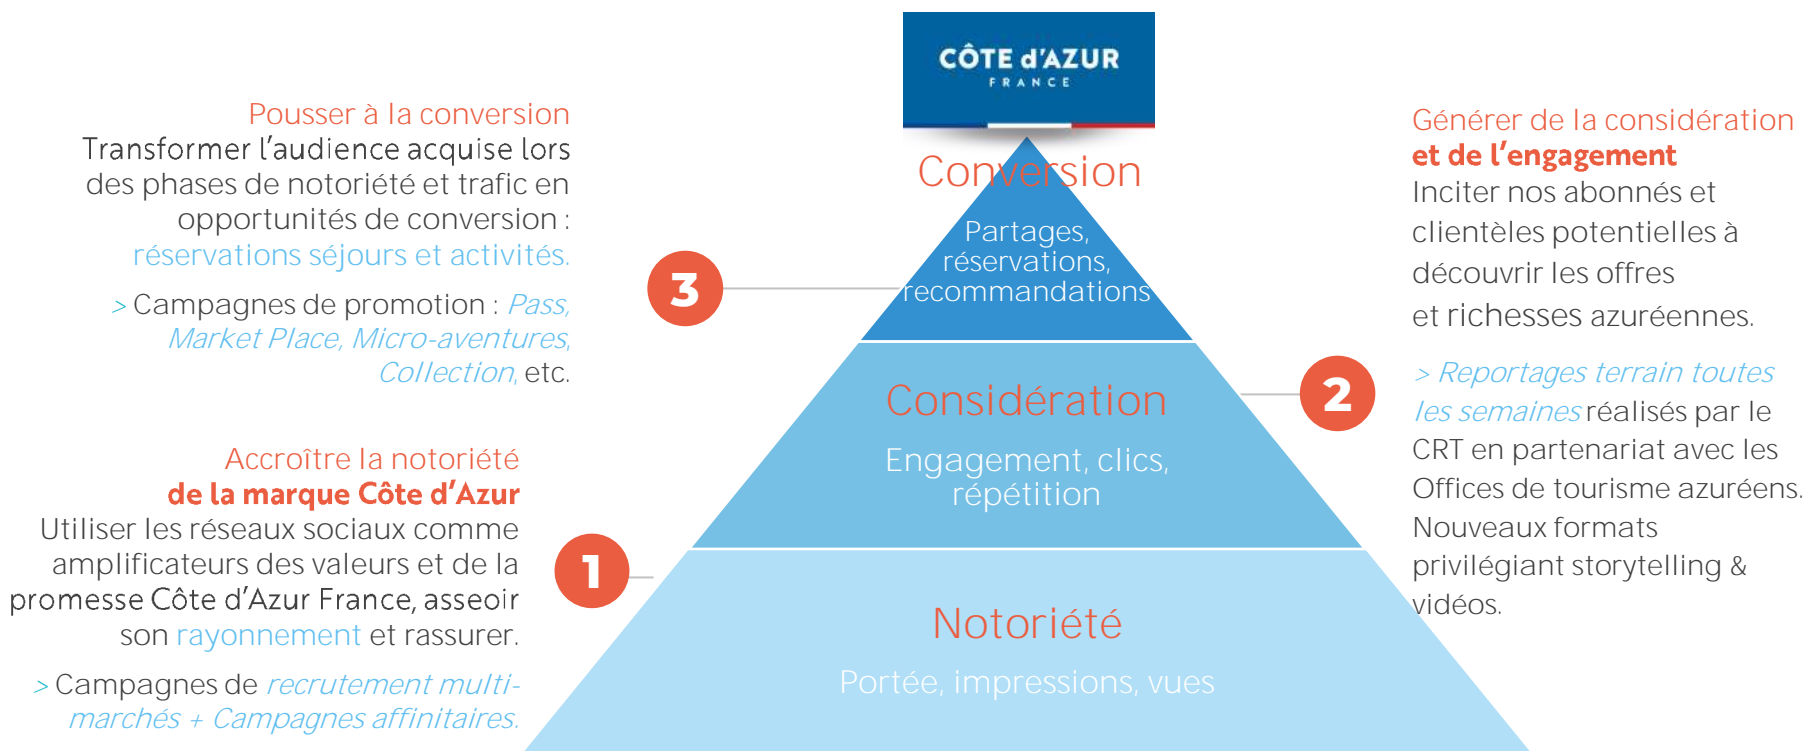 CÔTE d'AZUR
FRANCE
Pousser à la conversion
Transformer l'audience acquise lors
des phases de notoriété et trafic en
opportunités de conversion :
réservations séjours et activités.
> Campagnes de promotion : Pass,
Market Place, Micro-aventures,
Collection, etc.
3
Conversion
Partages,
réservations,
recommandations
Générer de la considération
et de l'engagement
Inciter nos abonnés et
clientèles potentielles à
découvrir les offres
et richesses azuréennes.
> Reportages terrain toutes
les semaines réalisés par le
CRT en partenariat avec les
Offices de tourisme azuréens.
Nouveaux formats
privilégiant storytelling &
vidéos.
2
Considération
Engagement, clics,
répétition
Accroître la notoriété
de la marque Côte d'Azur
Utiliser les réseaux sociaux comme
amplificateurs des valeurs et de la
promesse Côte d'Azur France, asseoir
son rayonnement et rassurer.
> Campagnes de recrutement multi-
marchés + Campagnes affinitaires.
1
Notoriété
Portée, impressions, vues